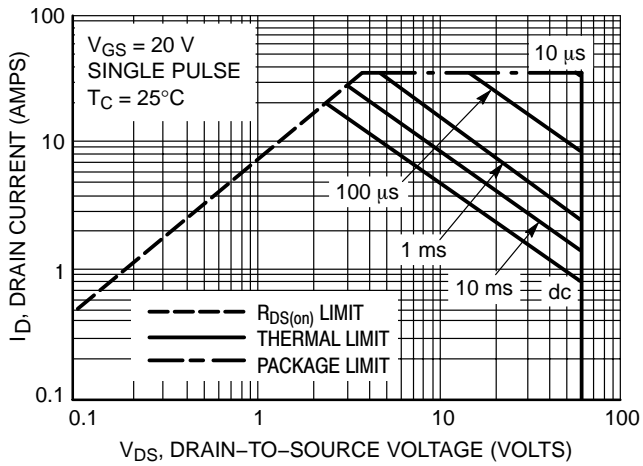 100
V_GS = 20 V
SINGLE PULSE
T_C = 25°C
10 μs
10
100 μs
1 ms
1
10 ms
dc
R_DS(on) LIMIT
THERMAL LIMIT
PACKAGE LIMIT
0.1
0.1
1
10
100
I_D, DRAIN CURRENT (AMPS)
V_DS, DRAIN−TO−SOURCE VOLTAGE (VOLTS)